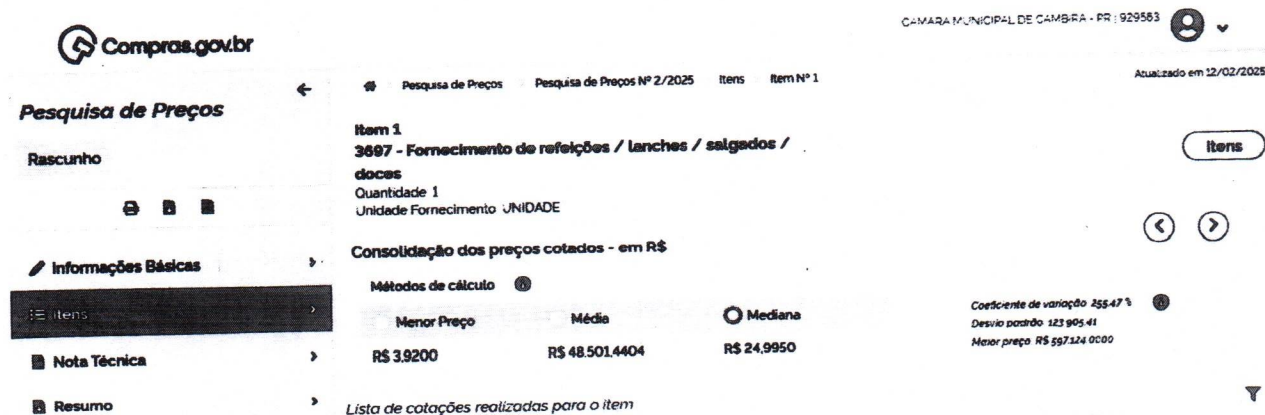 Compras.gov.br
CAMARA MUNICIPAL DE CAMBIRA - PR | 929563
Pesquisa de Preços
Rascunho
Informações Básicas
Itens
Nota Técnica
Resumo
Pesquisa de Preços Pesquisa de Preços Nº 2/2025 Itens Item Nº 1
Atualizado em 12/02/2025
Item 1
3697 - Fornecimento de refeições / lanches / salgados /
doces
Quantidade 1
Unidade Fornecimento UNIDADE
Itens
Consolidação dos preços cotados - em R$
Métodos de cálculo
Menor Preço Média Mediana
R$ 3,9200 R$ 48.501,4404 R$ 24,9950
Coeficiente de variação 255,47 %
Desvio padrão 123.905,41
Maior preço R$ 597.124,0000
Lista de cotações realizadas para o item